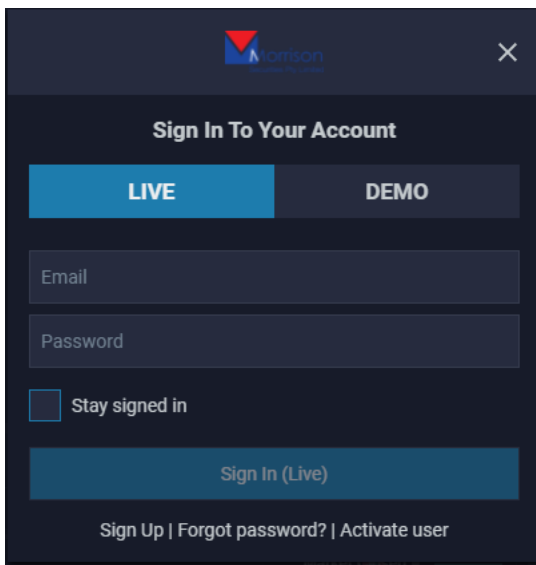 Morrison
Sign In To Your Account
LIVE DEMO
Email
Password
Stay signed in
Sign In (Live)
Sign Up | Forgot password? | Activate user